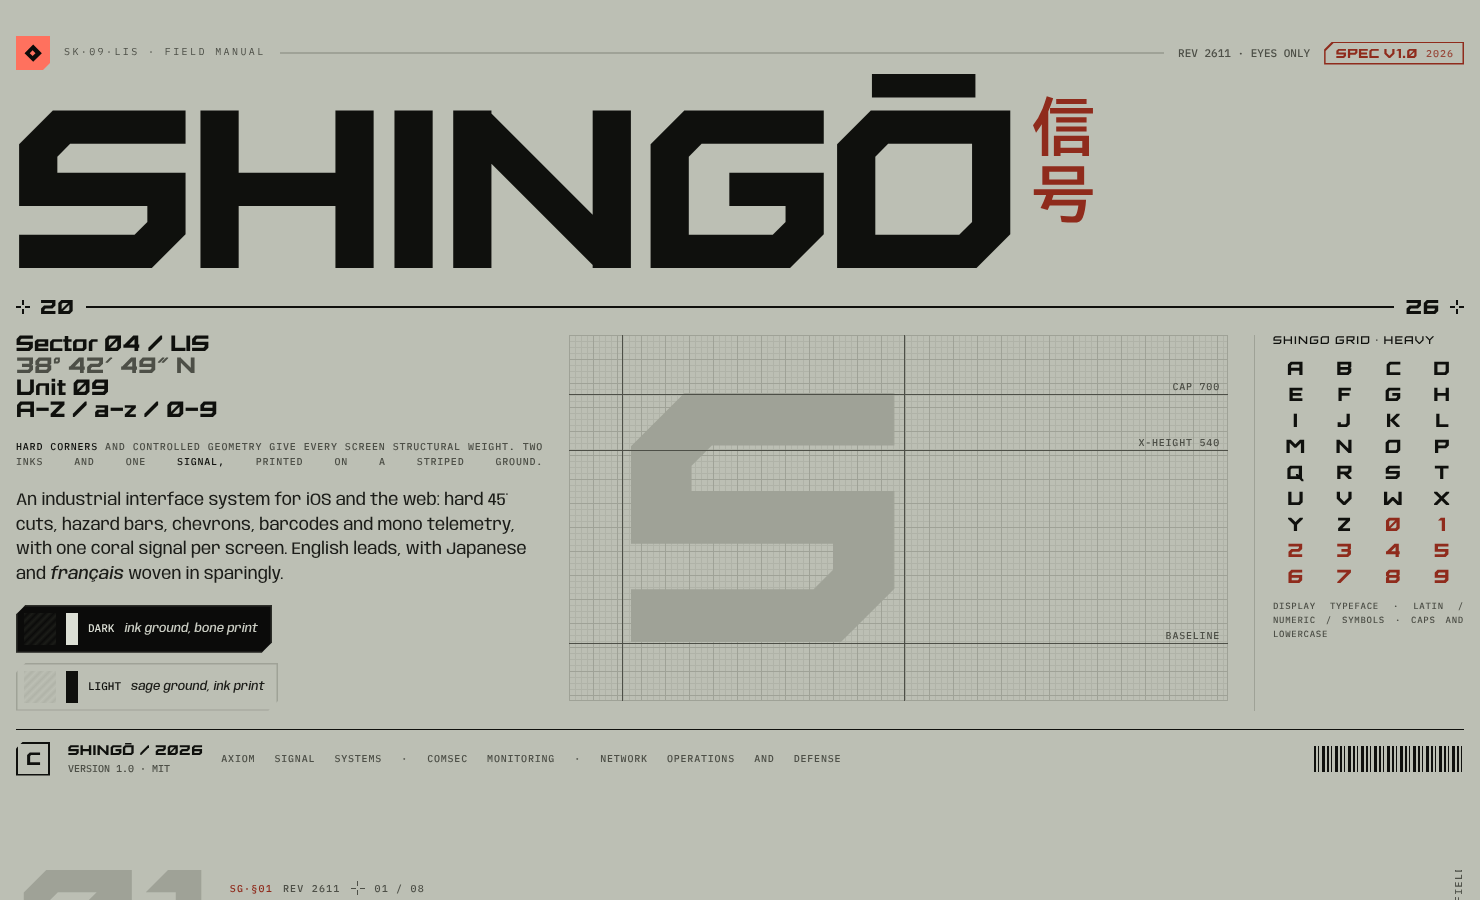 SK·09·LIS · FIELD MANUAL
REV 2611 · EYES ONLY
SPEC V1.0 2026
SHINGŌ
信号
20
26
Sector 04 / LIS
38° 42′ 49″ N
Unit 09
A–Z / a–z / 0–9
HARD CORNERS AND CONTROLLED GEOMETRY GIVE EVERY SCREEN STRUCTURAL WEIGHT. TWO
INKS AND ONE SIGNAL, PRINTED ON A STRIPED GROUND.
An industrial interface system for iOS and the web: hard 45°
cuts, hazard bars, chevrons, barcodes and mono telemetry,
with one coral signal per screen. English leads, with Japanese
and français woven in sparingly.
DARK ink ground, bone print
LIGHT sage ground, ink print
S
CAP 700
X-HEIGHT 540
BASELINE
SHINGO GRID · HEAVY
A B C D
E F G H
I J K L
M N O P
Q R S T
U V W X
Y Z 0 1
2 3 4 5
6 7 8 9
DISPLAY TYPEFACE · LATIN /
NUMERIC / SYMBOLS · CAPS AND
LOWERCASE
C
SHINGŌ / 2026
VERSION 1.0 · MIT
AXIOM SIGNAL SYSTEMS · COMSEC MONITORING · NETWORK OPERATIONS AND DEFENSE
01
SG·§01 REV 2611 01 / 08